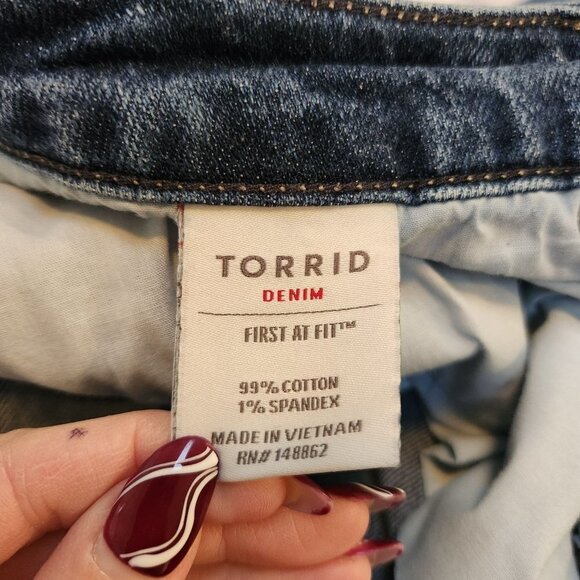 TORRID
DENIM
FIRST AT FIT™
99% COTTON
1% SPANDEX
MADE IN VIETNAM
RN# 148862